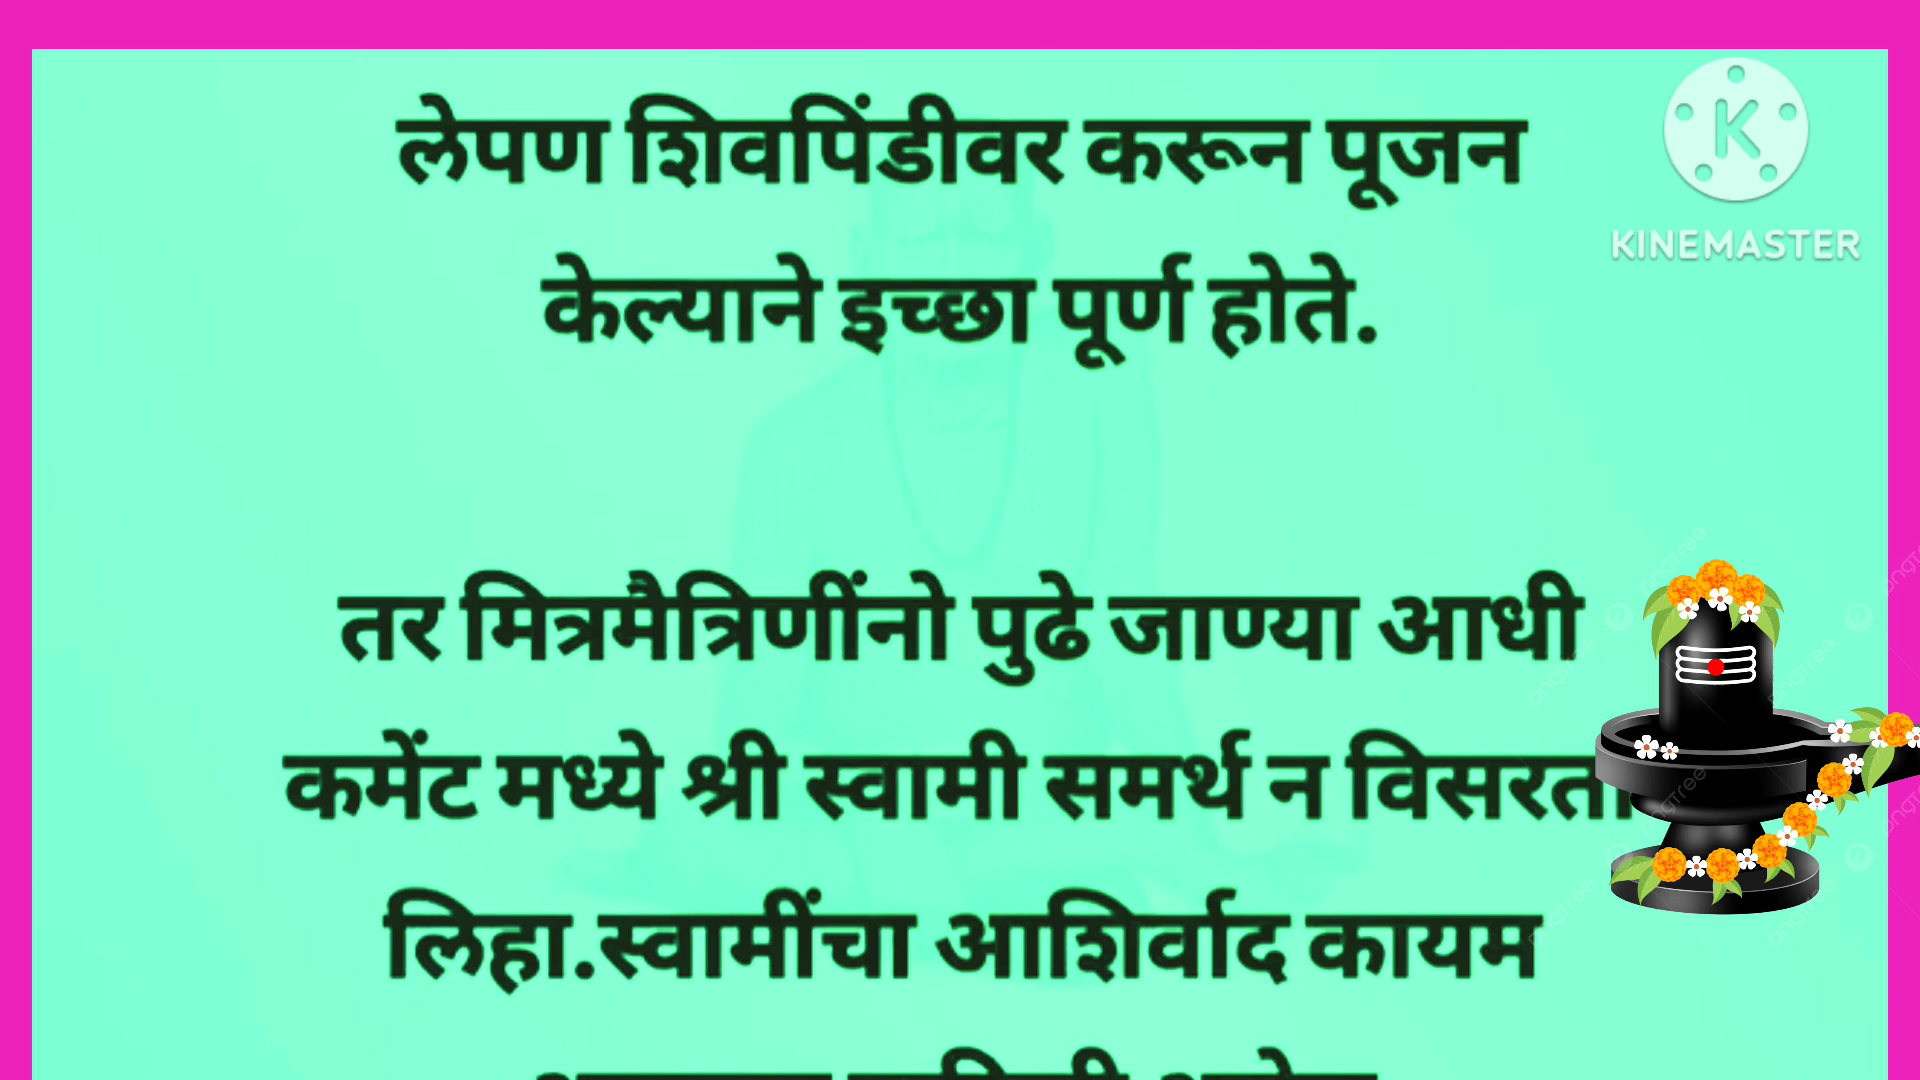 लेपण शिवपिंडीवर करून पूजन
केल्याने इच्छा पूर्ण होते.
तर मित्रमैत्रिणींनो पुढे जाण्या आधी
कमेंट मध्ये श्री स्वामी समर्थ न विसरता
लिहा.स्वामींचा आशिर्वाद कायम
KINEMASTER